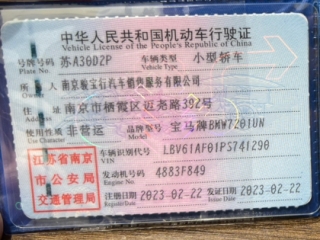 中华人民共和国机动车行驶证
Vehicle License of the People's Republic of China
号牌号码 苏A30D2P 车辆类型 小型轿车
Plate No. Vehicle Type
所有人 南京骏宝行汽车销售服务有限公司
Owner
住址 南京市栖霞区迈尧路392号
Address
使用性质 非营运 品牌型号 宝马牌BMW7201UN
Use Character Model
江苏省南京市公安局交通管理局
车辆识别代号 LBV61AF01PS741290
VIN
发动机号码 4883F849
Engine No.
注册日期 2023-02-22 发证日期 2023-02-22
Register Date Issue Date